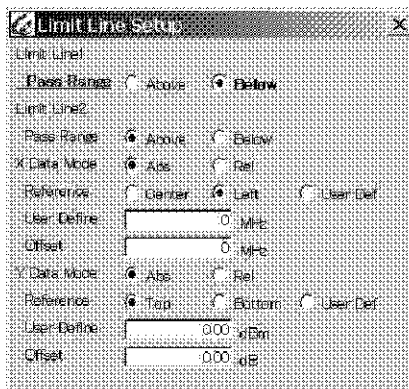 Limit Line Setup
Limit Line1
Pass Range Above Below
Limit Line2
Pass Range Above Below
X Data Mode Abs Rel
Reference Center Left User Def
User Define 0 MHz
Offset 0 MHz
Y Data Mode Abs Rel
Reference Top Bottom User Def
User Define 0.00 dBm
Offset 0.00 dB